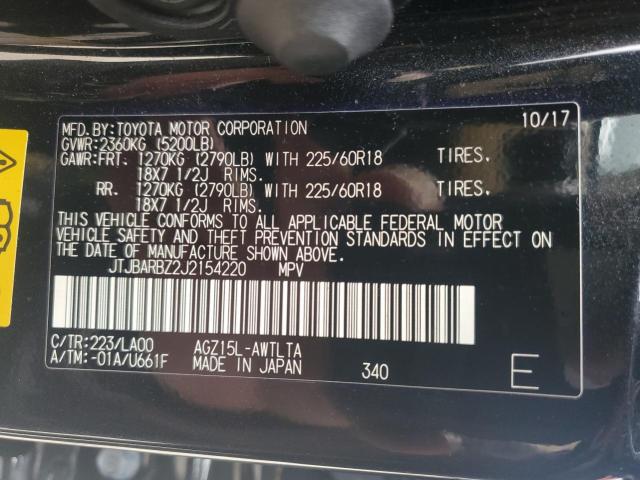 MFD. BY: TOYOTA MOTOR CORPORATION 10/17
GVWR: 2360KG (5200LB)
GAWR: FRT. 1270KG (2790LB) WITH 225/60R18 TIRES.
18X7 1/2J RIMS.
RR. 1270KG (2790LB) WITH 225/60R18 TIRES.
18X7 1/2J RIMS.
THIS VEHICLE CONFORMS TO ALL APPLICABLE FEDERAL MOTOR
VEHICLE SAFETY AND THEFT PREVENTION STANDARDS IN EFFECT ON
THE DATE OF MANUFACTURE SHOWN ABOVE.
JTJBARBZ2J2154220 MPV
C/TR: 223/LA00 AGZ15L-AWTLTA
A/TM: -01A/U661F MADE IN JAPAN 340 E